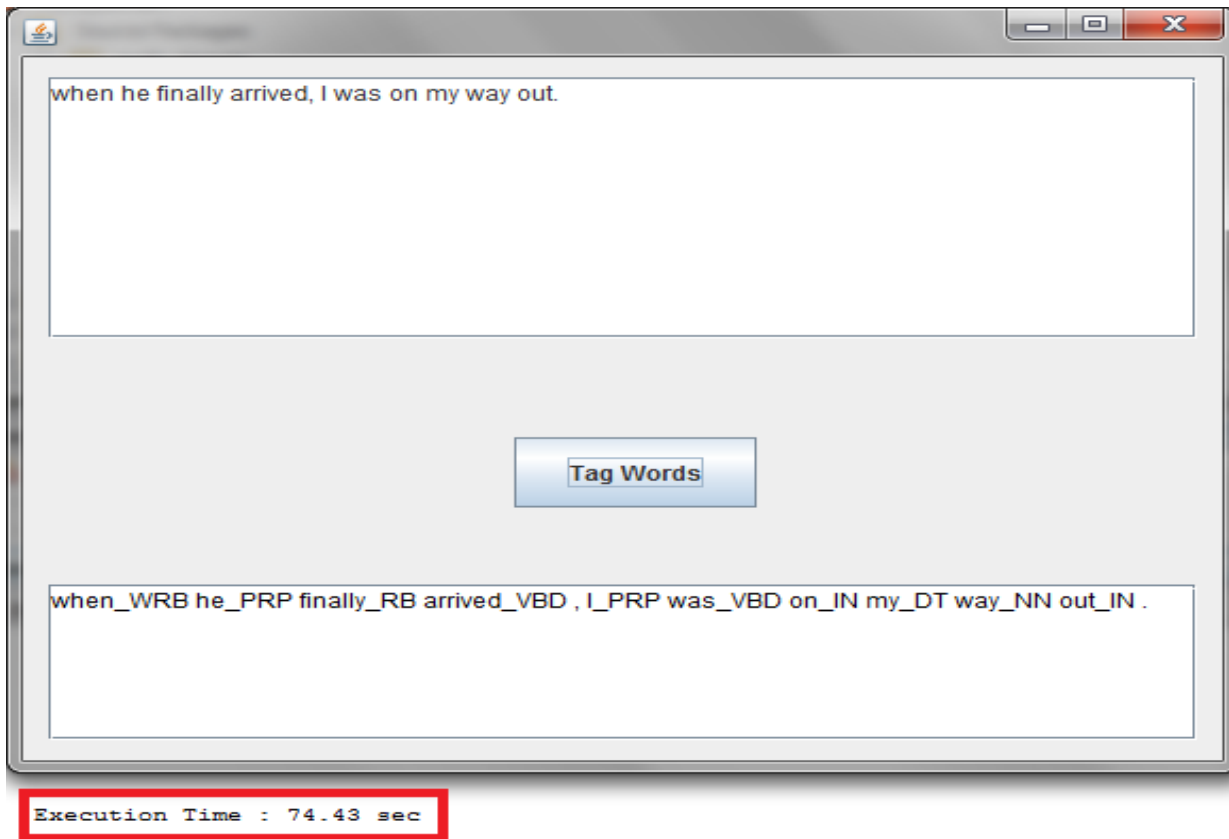 when he finally arrived, I was on my way out.
Tag Words
when_WRB he_PRP finally_RB arrived_VBD , I_PRP was_VBD on_IN my_DT way_NN out_IN .
Execution Time : 74.43 sec